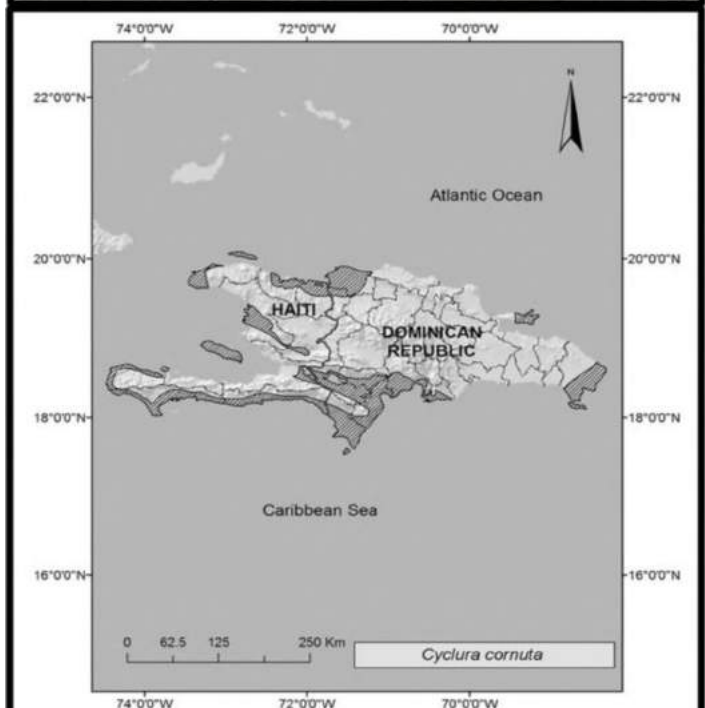 74°0'0"W 72°0'0"W 70°0'0"W
N
22°0'0"N 22°0'0"N
Atlantic Ocean
20°0'0"N 20°0'0"N
HAITI
DOMINICAN
REPUBLIC
18°0'0"N 18°0'0"N
Caribbean Sea
16°0'0"N 16°0'0"N
0 62.5 125 250 Km
Cyclura cornuta
74°0'0"W 72°0'0"W 70°0'0"W